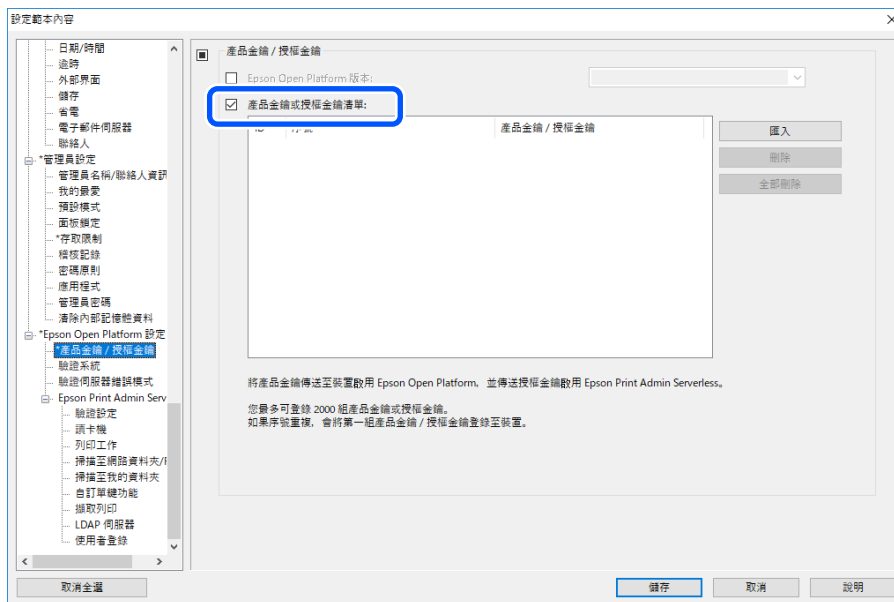 設定範本內容
日期/時間
逾時
外部界面
儲存
省電
電子郵件伺服器
聯絡人
*管理員設定
管理員名稱/聯絡人資訊
我的最愛
預設模式
面板鎖定
*存取限制
稽核記錄
密碼原則
應用程式
管理員密碼
清除內部記憶體資料
*Epson Open Platform 設定
*產品金鑰 / 授權金鑰
驗證系統
驗證伺服器錯誤模式
Epson Print Admin Serv
驗證設定
讀卡機
列印工作
掃描至網路資料夾/F
掃描至我的資料夾
自訂單鍵功能
擷取列印
LDAP 伺服器
使用者登錄
取消全選
產品金鑰 / 授權金鑰
Epson Open Platform 版本:
產品金鑰或授權金鑰清單:
ID 序號 產品金鑰 / 授權金鑰
匯入
刪除
全部刪除
將產品金鑰傳送至裝置啟用 Epson Open Platform，並傳送授權金鑰啟用 Epson Print Admin Serverless。
您最多可登錄 2000 組產品金鑰或授權金鑰。
如果序號重複，會將第一組產品金鑰 / 授權金鑰登錄至裝置。
儲存
取消
說明